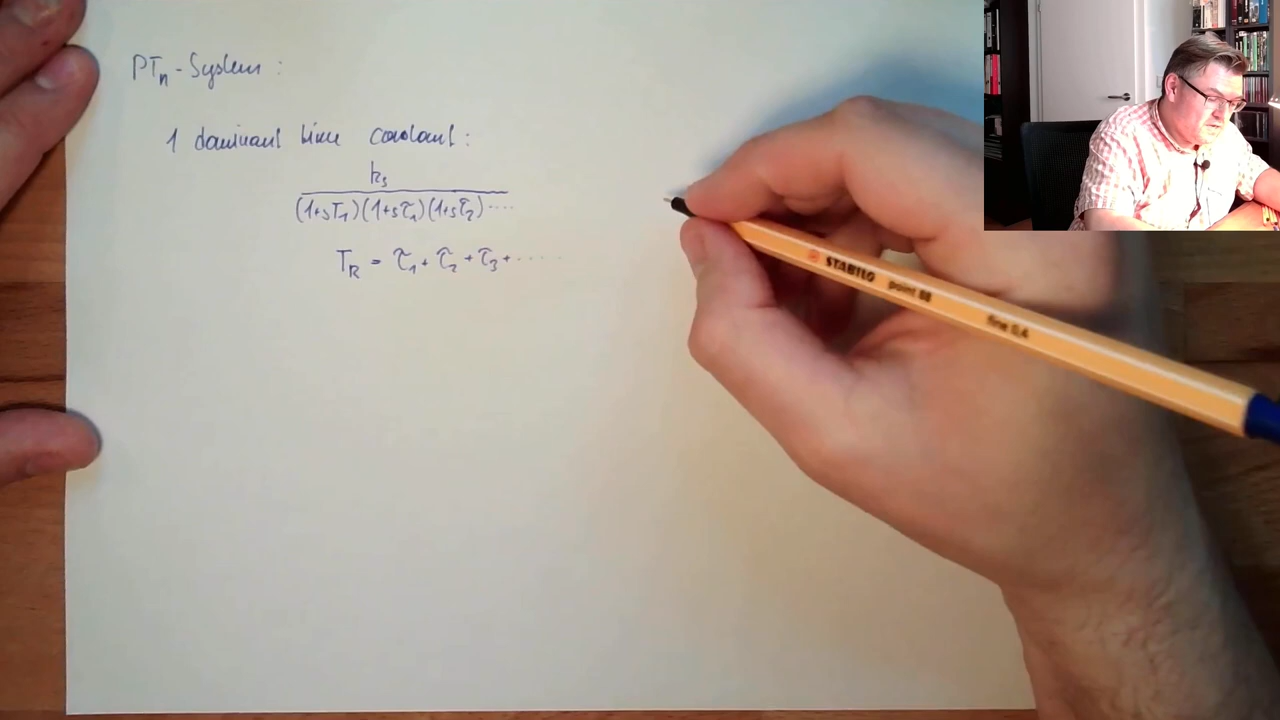 PTn-System:
1 dominant time constant:
ks
(1+sT1)(1+sτ1)(1+sτ2)....
TR = τ1+τ2+τ3+.....
STABILO point 88 fine 0,4